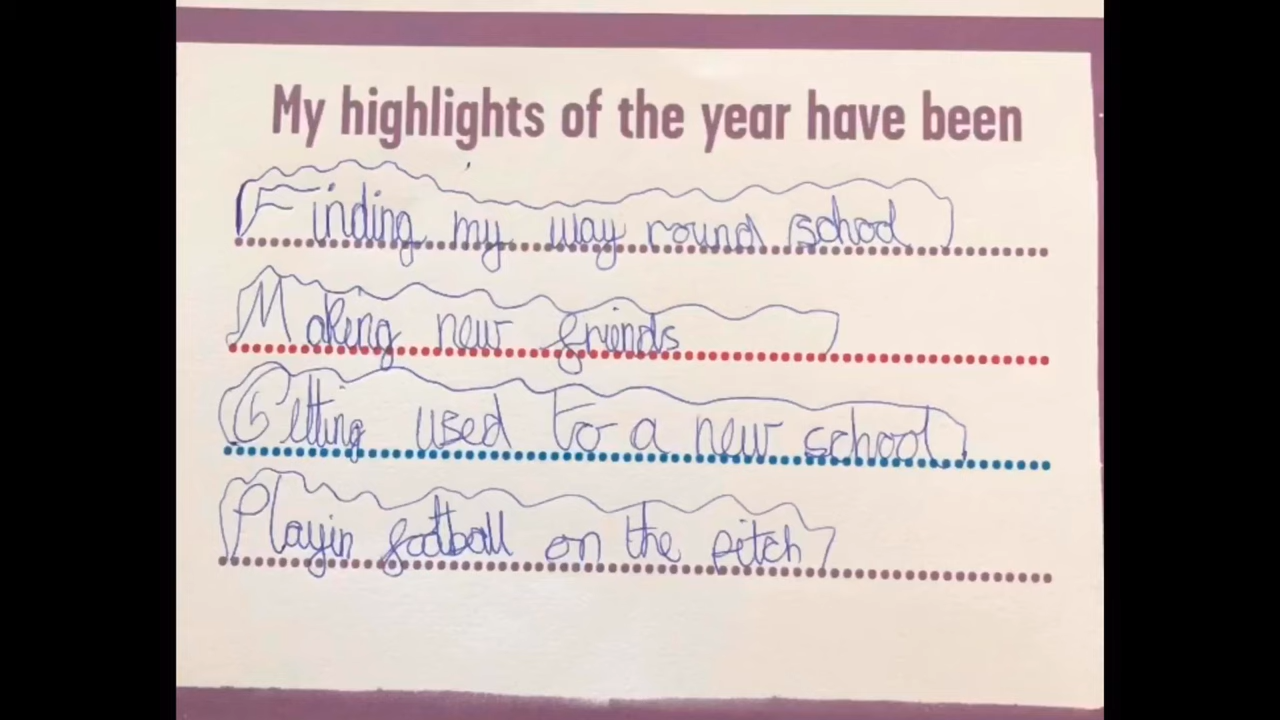 My highlights of the year have been
Finding my way round school
Making new friends
Getting used to a new school
Playin football on the pitch